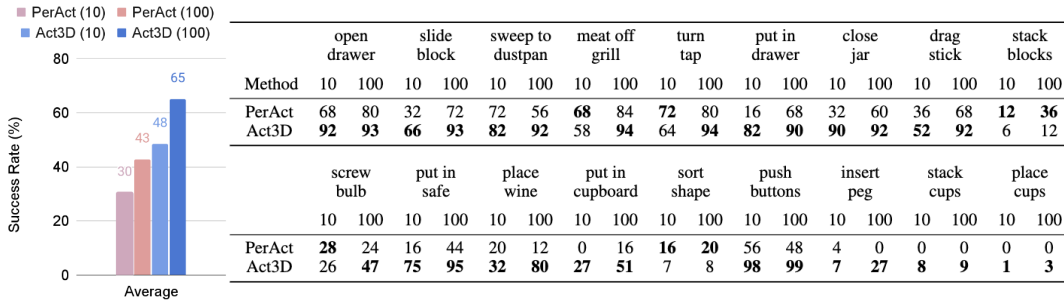 PerAct (10) PerAct (100)
Act3D (10) Act3D (100)
80
60
40
20
0
Success Rate (%)
30
43
48
65
Average
open drawer slide block sweep to dustpan meat off grill turn tap put in drawer close jar drag stick stack blocks
Method 10 100 10 100 10 100 10 100 10 100 10 100 10 100 10 100 10 100
PerAct 68 80 32 72 72 56 68 84 72 80 16 68 32 60 36 68 12 36
Act3D 92 93 66 93 82 92 58 94 64 94 82 90 90 92 52 92 6 12
screw bulb put in safe place wine put in cupboard sort shape push buttons insert peg stack cups place cups
10 100 10 100 10 100 10 100 10 100 10 100 10 100 10 100 10 100
PerAct 28 24 16 44 20 12 0 16 16 20 56 48 4 0 0 0 0 0
Act3D 26 47 75 95 32 80 27 51 7 8 98 99 7 27 8 9 1 3